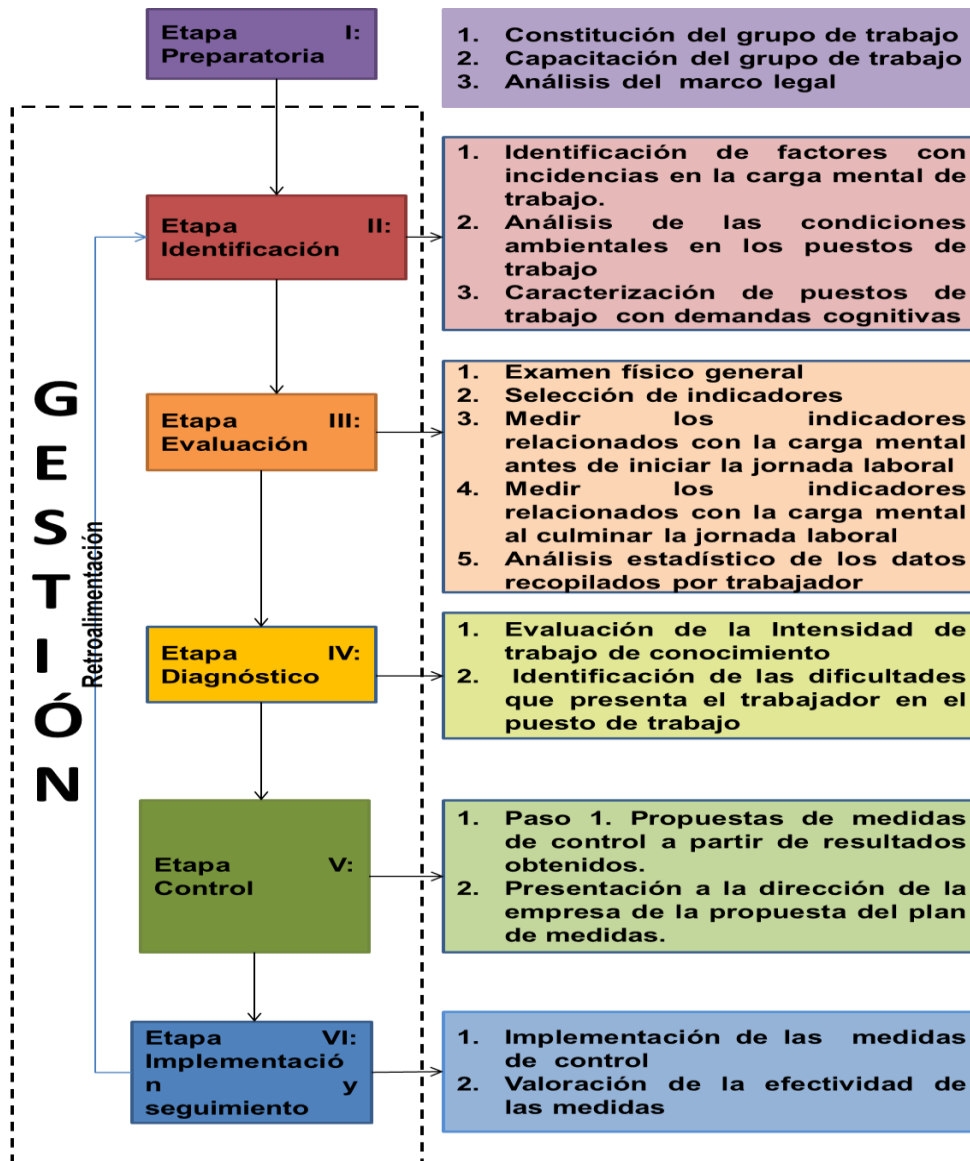 Etapa I:
Preparatoria
1. Constitución del grupo de trabajo
2. Capacitación del grupo de trabajo
3. Análisis del marco legal
Etapa II:
Identificación
1. Identificación de factores con
incidencias en la carga mental de
trabajo.
2. Análisis de las condiciones
ambientales en los puestos de
trabajo
3. Caracterización de puestos de
trabajo con demandas cognitivas
Etapa III:
Evaluación
1. Examen físico general
2. Selección de indicadores
3. Medir los indicadores
relacionados con la carga mental
antes de iniciar la jornada laboral
4. Medir los indicadores
relacionados con la carga mental
al culminar la jornada laboral
5. Análisis estadístico de los datos
recopilados por trabajador
GESTIÓN
Retroalimentación
Etapa IV:
Diagnóstico
1. Evaluación de la Intensidad de
trabajo de conocimiento
2. Identificación de las dificultades
que presenta el trabajador en el
puesto de trabajo
Etapa V:
Control
1. Paso 1. Propuestas de medidas
de control a partir de resultados
obtenidos.
2. Presentación a la dirección de la
empresa de la propuesta del plan
de medidas.
Etapa VI:
Implementació
n y
seguimiento
1. Implementación de las medidas
de control
2. Valoración de la efectividad de
las medidas